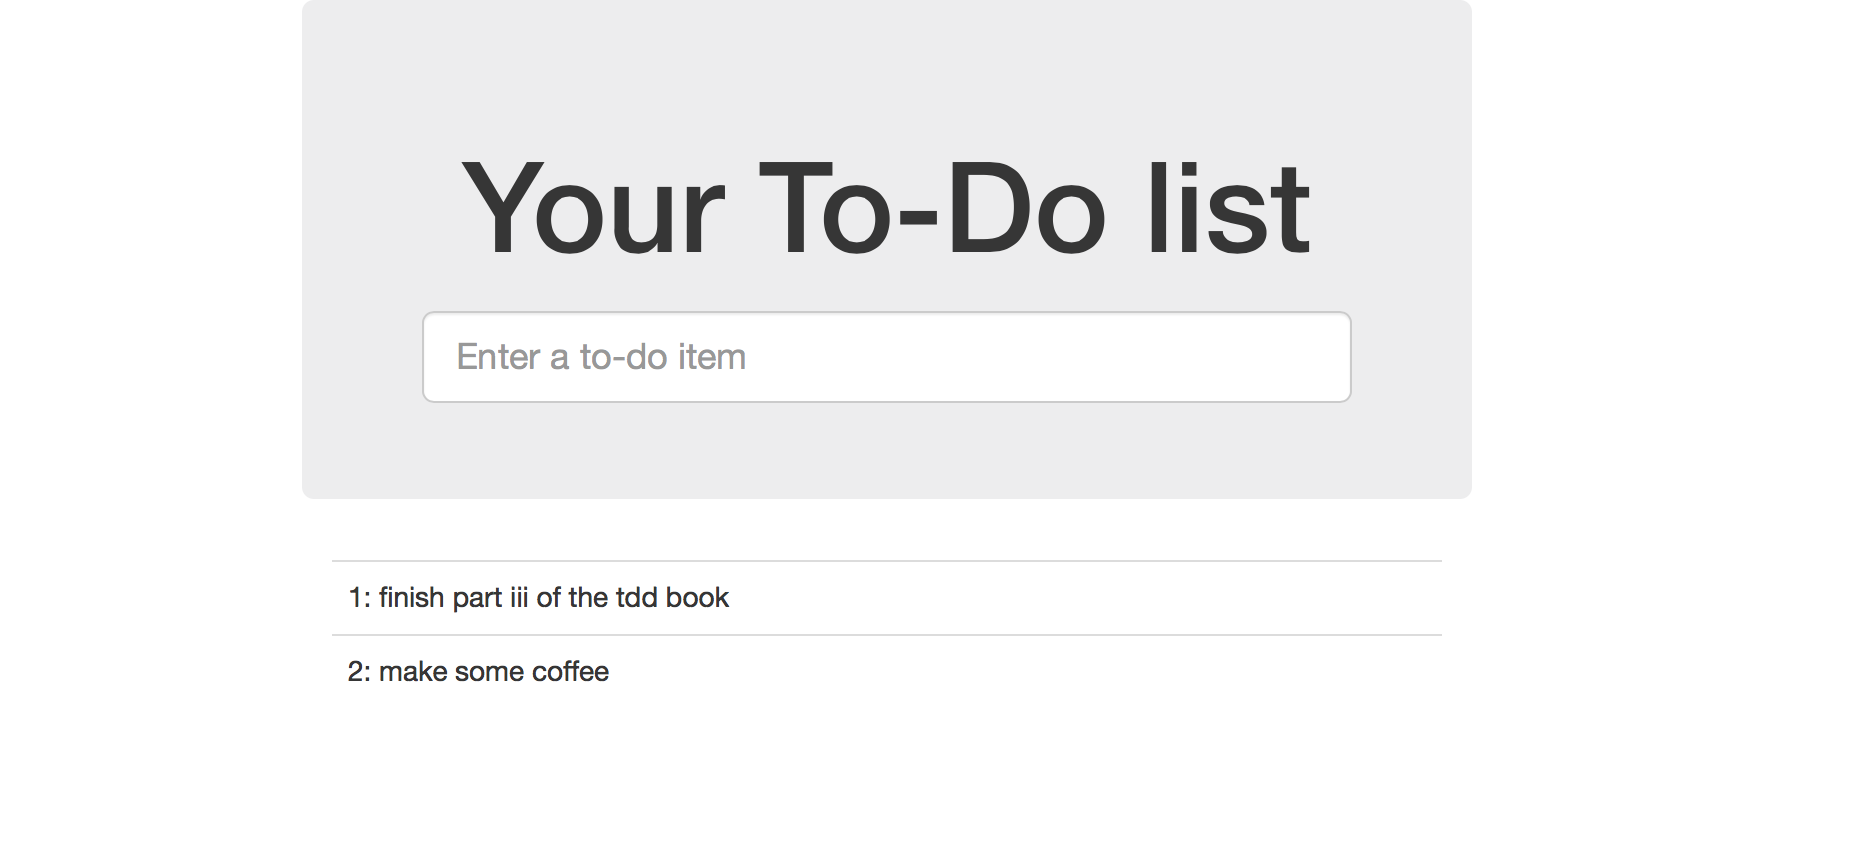 Your To-Do list
Enter a to-do item
1: finish part iii of the tdd book
2: make some coffee